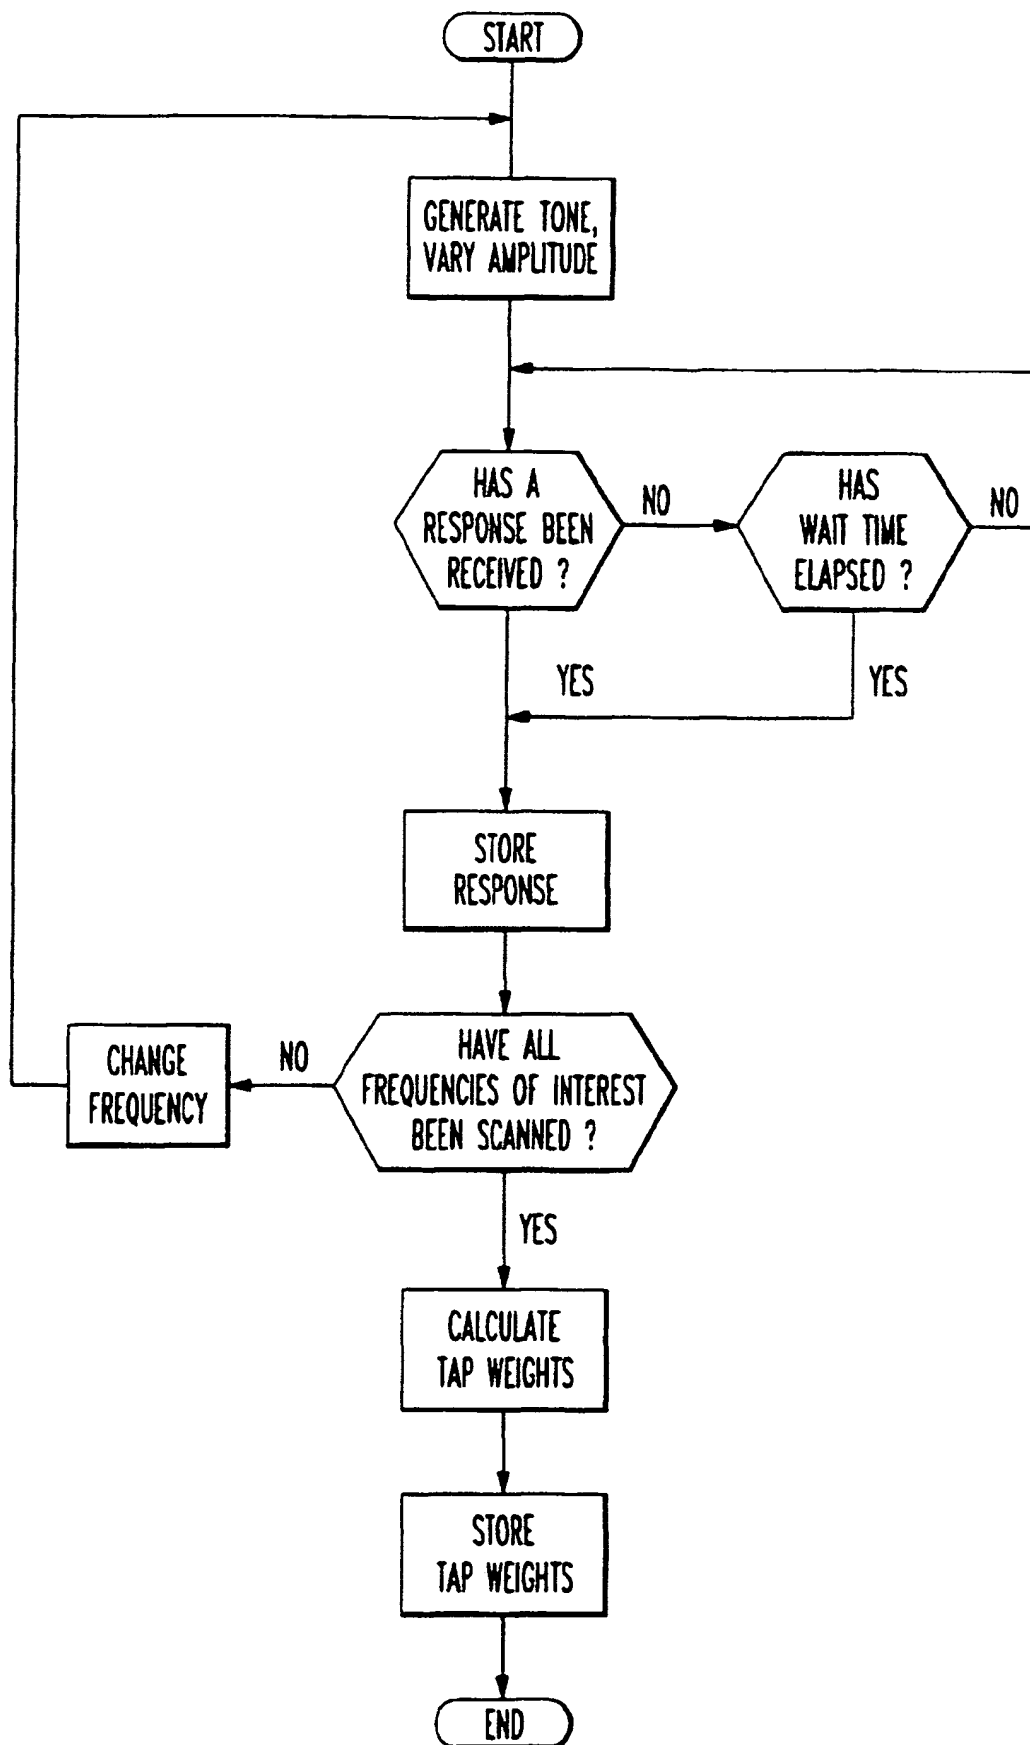 START
GENERATE TONE,
VARY AMPLITUDE
HAS A
RESPONSE BEEN
RECEIVED ?
NO
HAS
WAIT TIME
ELAPSED ?
NO
YES
YES
STORE
RESPONSE
HAVE ALL
FREQUENCIES OF INTEREST
BEEN SCANNED ?
NO
CHANGE
FREQUENCY
YES
CALCULATE
TAP WEIGHTS
STORE
TAP WEIGHTS
END